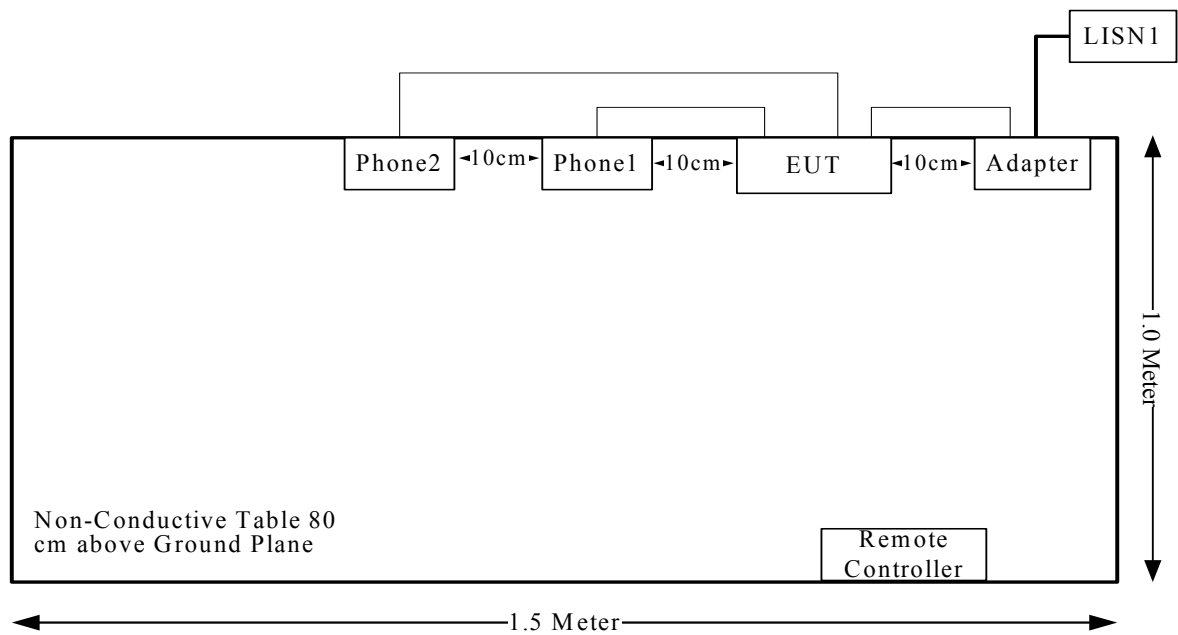 LISN1
Phone2
10cm
Phone1
10cm
EUT
10cm
Adapter
1.0 Meter
Non-Conductive Table 80
cm above Ground Plane
Remote
Controller
1.5 Meter